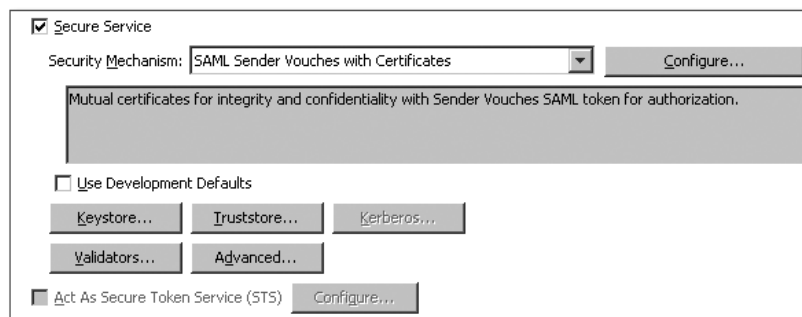 Secure Service
Security Mechanism: SAML Sender Vouches with Certificates Configure...
Mutual certificates for integrity and confidentiality with Sender Vouches SAML token for authorization.
Use Development Defaults
Keystore... Truststore... Kerberos...
Validators... Advanced...
Act As Secure Token Service (STS) Configure...